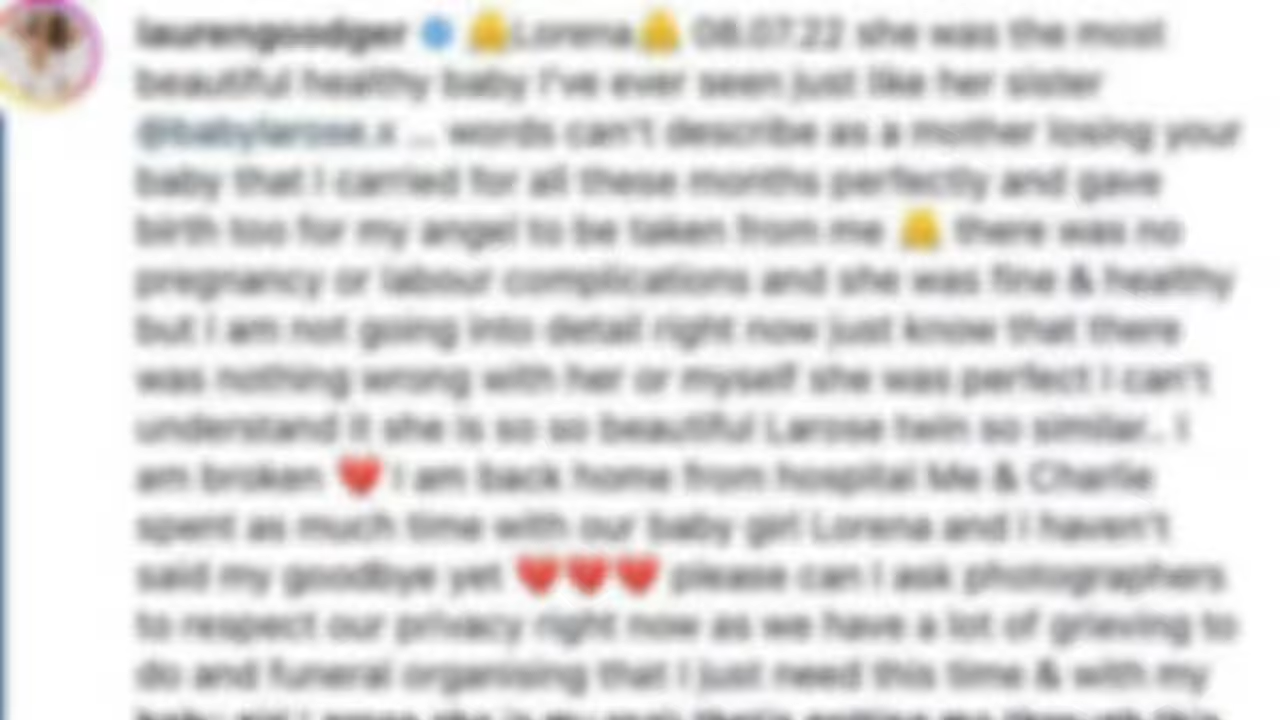 laurengoodger Lorena 08.07.22 she was the most
beautiful healthy baby I've ever seen just like her sister
@babylarose.x ... words can't describe as a mother losing your
baby that I carried for all these months perfectly and gave
birth too for my angel to be taken from me there was no
pregnancy or labour complications and she was fine & healthy
but I am not going into detail right now just know that there
was nothing wrong with her or myself she was perfect I can't
understand it she is so so beautiful Larose twin so similar.. I
am broken 💔 I am back home from hospital Me & Charlie
spent as much time with our baby girl Lorena and I haven't
said my goodbye yet 💔💔💔 please can I ask photographers
to respect our privacy right now as we have a lot of grieving to
do and funeral organising that I just need this time & with my